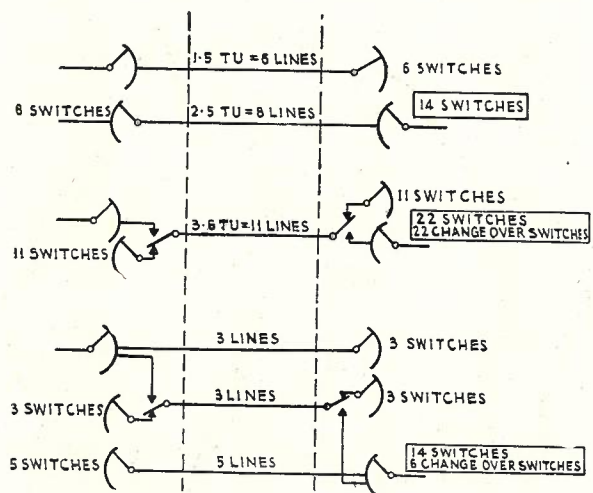 1·5 TU = 6 LINES
6 SWITCHES
8 SWITCHES
2·5 TU = 8 LINES
14 SWITCHES
11 SWITCHES
3·6 TU = 11 LINES
22 SWITCHES
22 CHANGE OVER SWITCHES
11 SWITCHES
3 LINES
3 SWITCHES
3 SWITCHES
3 LINES
3 SWITCHES
5 SWITCHES
5 LINES
14 SWITCHES
6 CHANGE OVER SWITCHES